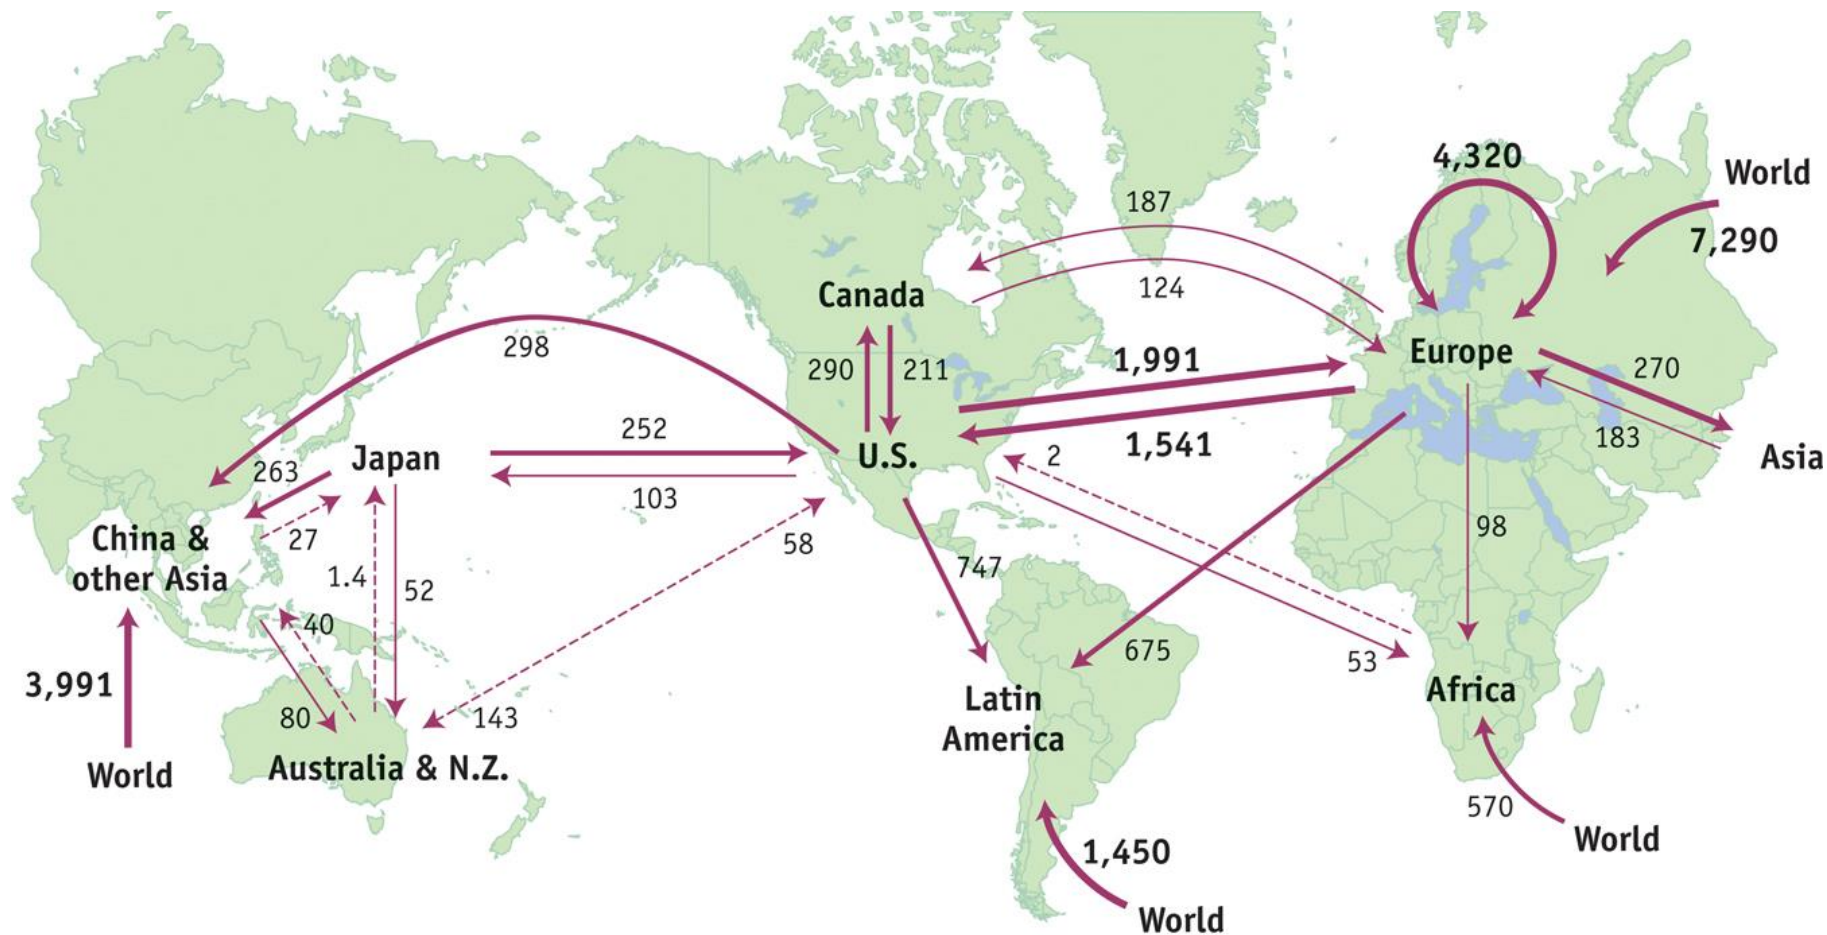 4,320
World
7,290
187
124
Canada
298
290
211
1,991
Europe
270
1,541
183
Asia
252
Japan
U.S.
2
263
103
China &
other Asia
27
58
98
1.4
52
747
40
53
675
3,991
80
143
Latin
America
Africa
World
Australia & N.Z.
570
World
1,450
World